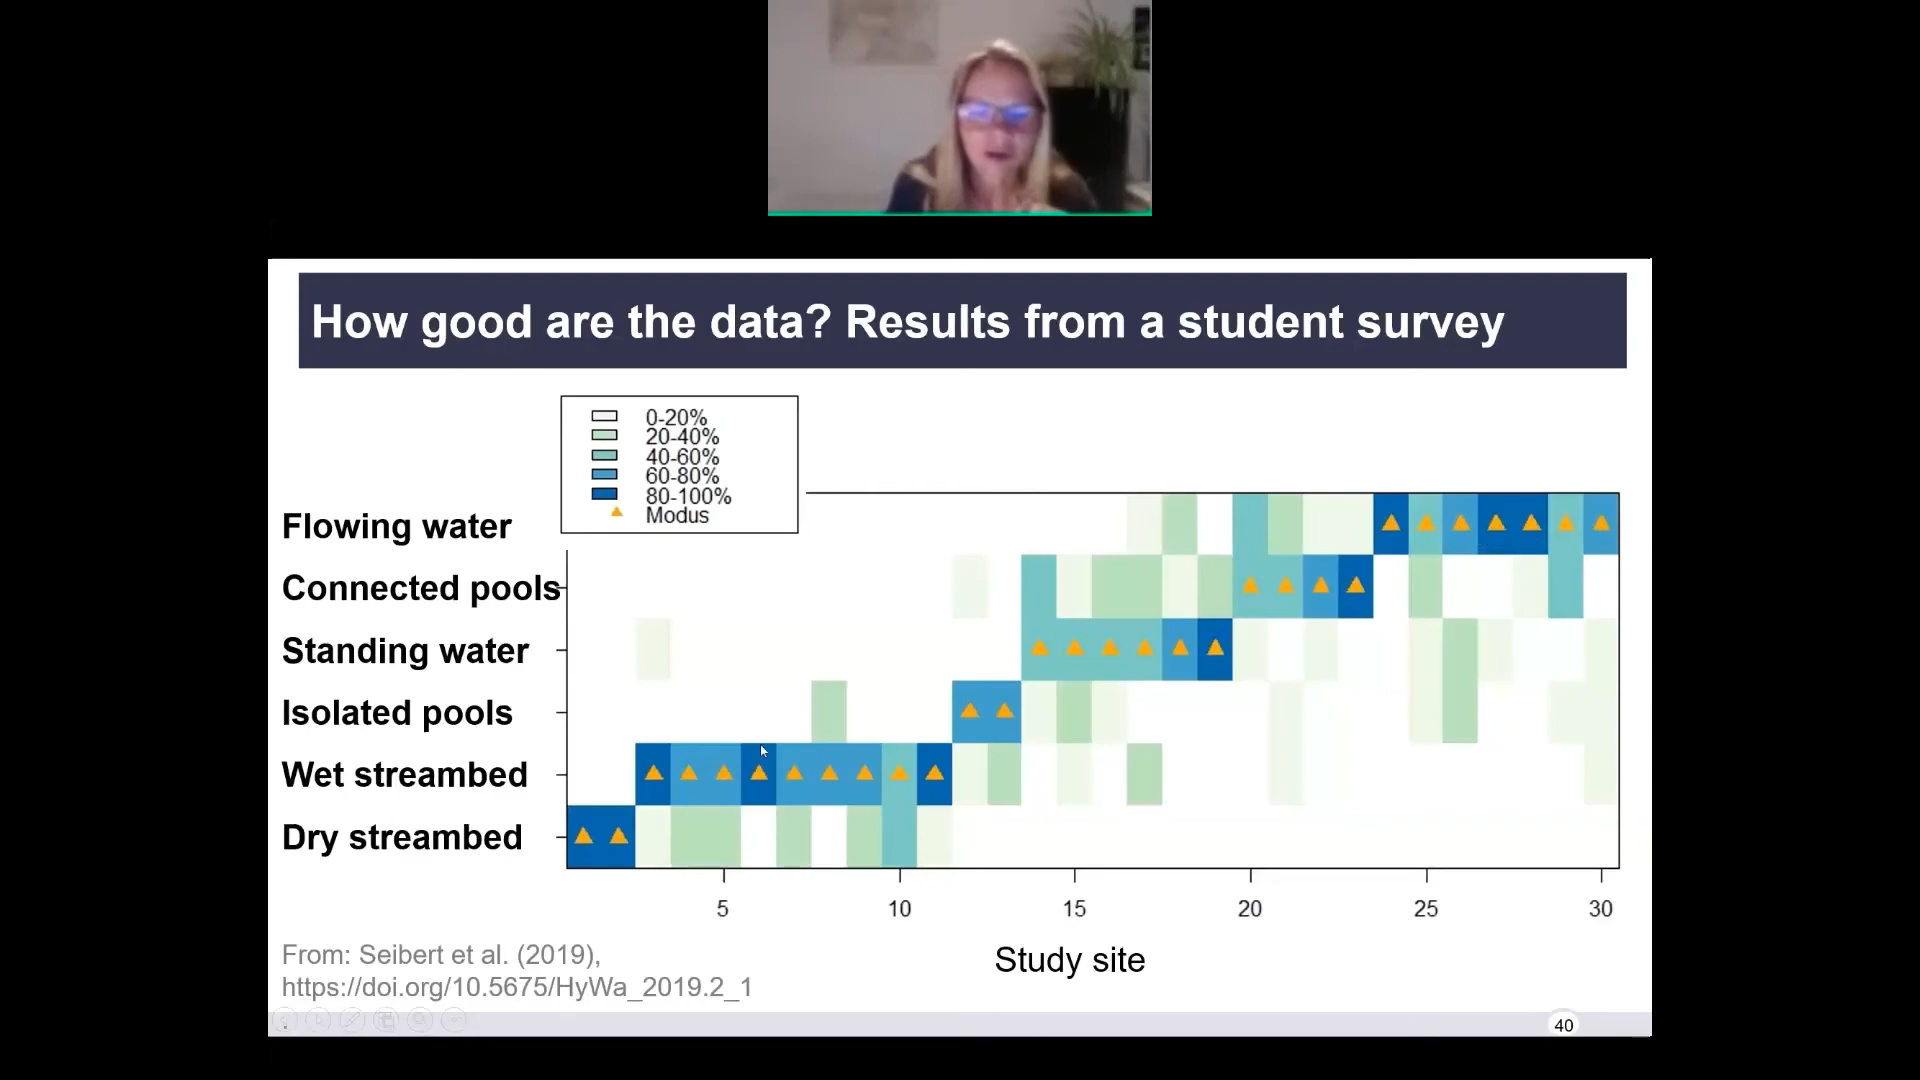 How good are the data? Results from a student survey
0-20%
20-40%
40-60%
60-80%
80-100%
Modus
Flowing water
Connected pools
Standing water
Isolated pools
Wet streambed
Dry streambed
5 10 15 20 25 30
Study site
From: Seibert et al. (2019),
https://doi.org/10.5675/HyWa_2019.2_1
40